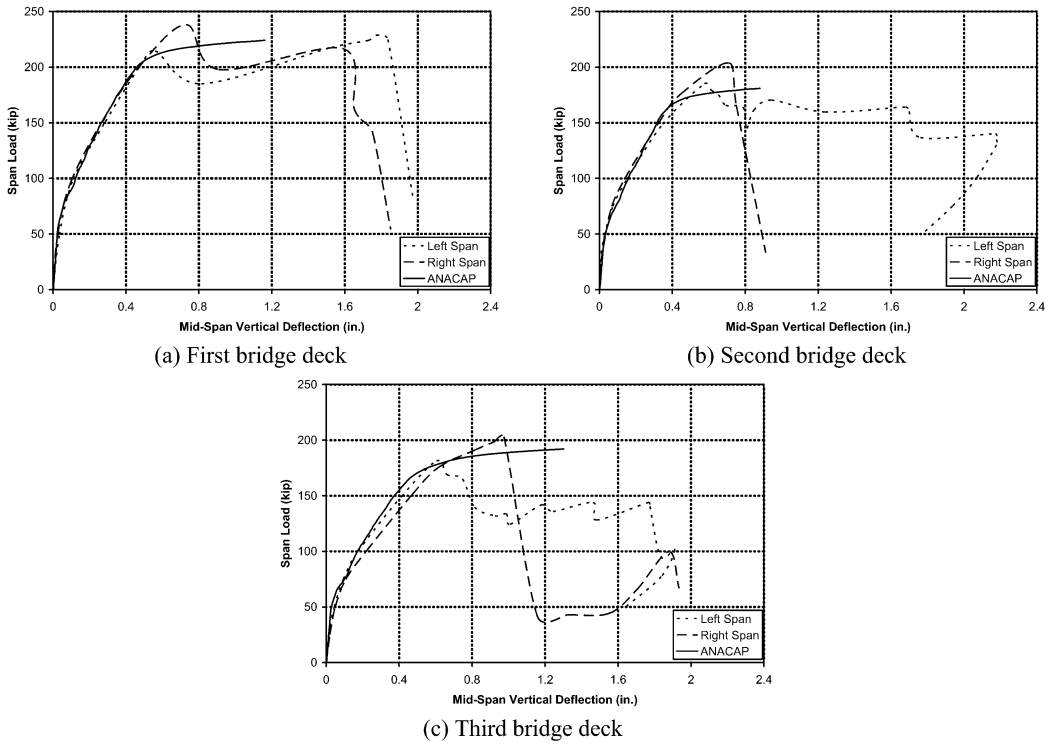 250
200
150
100
50
0
Span Load (kip)
0 0.4 0.8 1.2 1.6 2 2.4
Mid-Span Vertical Deflection (in.)
Left Span
Right Span
ANACAP
(a) First bridge deck
250
200
150
100
50
0
Span Load (kip)
0 0.4 0.8 1.2 1.6 2 2.4
Mid-Span Vertical Deflection (in.)
Left Span
Right Span
ANACAP
(b) Second bridge deck
250
200
150
100
50
0
Span Load (kip)
0 0.4 0.8 1.2 1.6 2 2.4
Mid-Span Vertical Deflection (in.)
Left Span
Right Span
ANACAP
(c) Third bridge deck